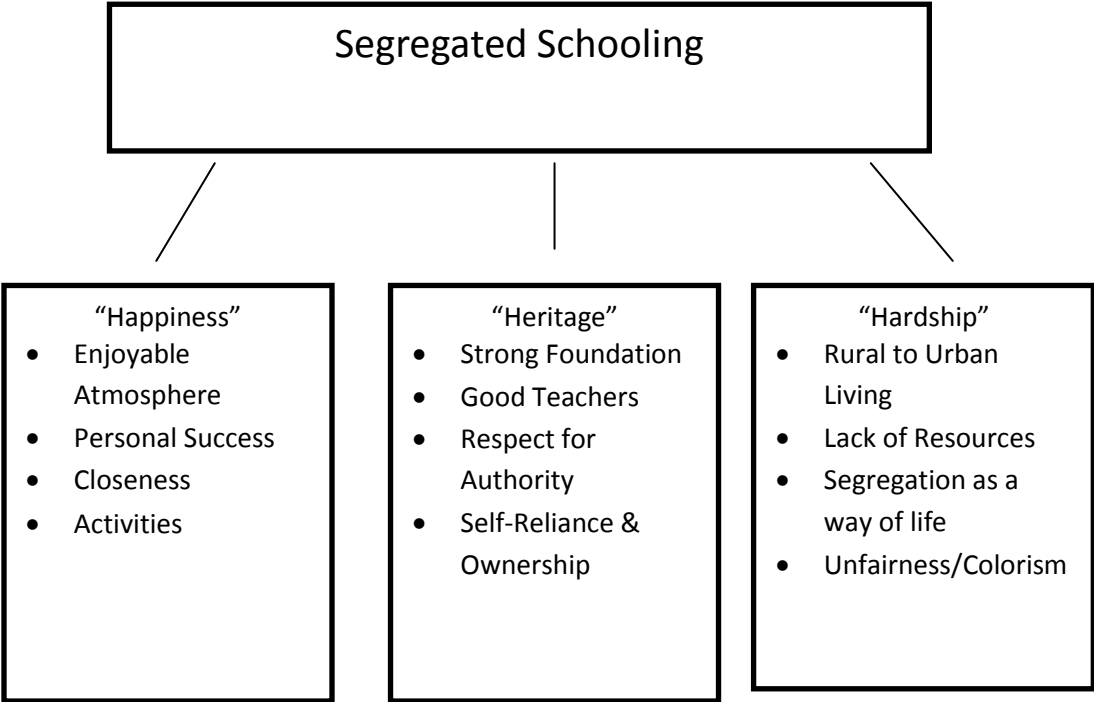 Segregated Schooling
“Happiness”
• Enjoyable
Atmosphere
• Personal Success
• Closeness
• Activities
“Heritage”
• Strong Foundation
• Good Teachers
• Respect for
Authority
• Self-Reliance &
Ownership
“Hardship”
• Rural to Urban
Living
• Lack of Resources
• Segregation as a
way of life
• Unfairness/Colorism